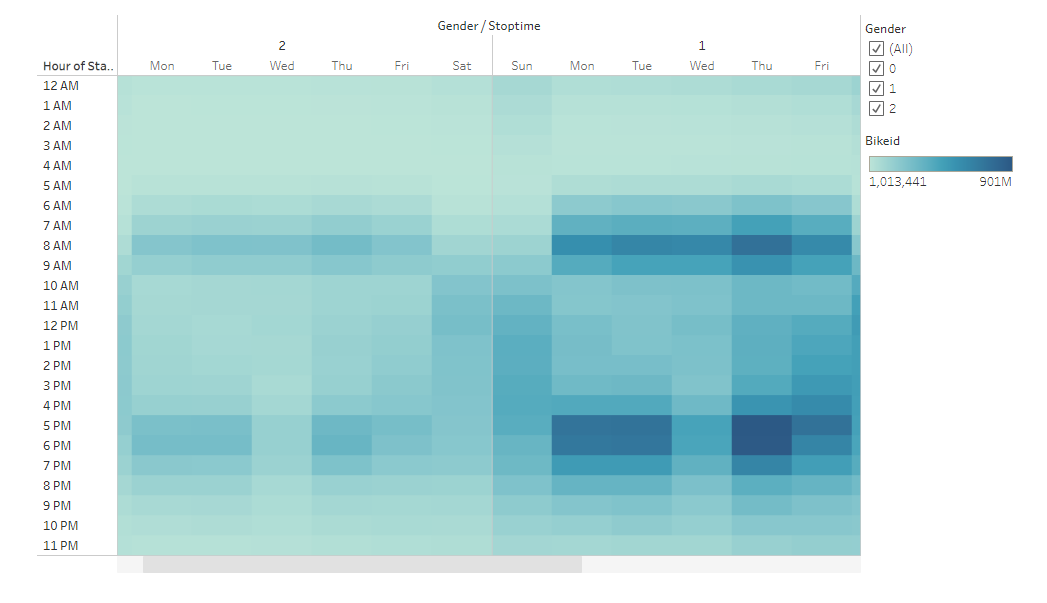 Gender / Stoptime
2 1
Hour of Sta.. Mon Tue Wed Thu Fri Sat Sun Mon Tue Wed Thu Fri
12 AM
1 AM
2 AM
3 AM
4 AM
5 AM
6 AM
7 AM
8 AM
9 AM
10 AM
11 AM
12 PM
1 PM
2 PM
3 PM
4 PM
5 PM
6 PM
7 PM
8 PM
9 PM
10 PM
11 PM
Gender
(All)
0
1
2
Bikeid
1,013,441 901M